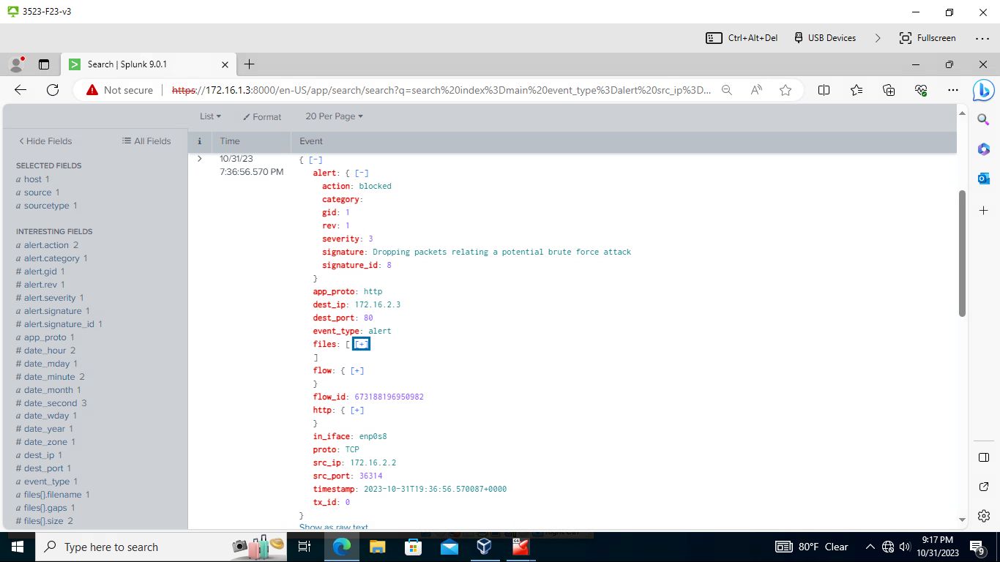 3523-F23-v3
Ctrl+Alt+Del
USB Devices
Fullscreen
Search | Splunk 9.0.1
Not secure
https://172.16.1.3:8000/en-US/app/search/search?q=search%20index%3Dmain%20event_type%3Dalert%20src_ip%3D...
List
Format
20 Per Page
Hide Fields
All Fields
i
Time
Event
SELECTED FIELDS
a host 1
a source 1
a sourcetype 1
INTERESTING FIELDS
a alert.action 2
a alert.category 1
# alert.gid 1
# alert.rev 1
# alert.severity 1
a alert.signature 1
# alert.signature_id 1
a app_proto 1
# date_hour 2
# date_mday 1
# date_minute 2
a date_month 1
# date_second 3
a date_wday 1
# date_year 1
# date_zone 1
a dest_ip 1
# dest_port 1
a event_type 1
a files{}.filename 1
# files{}.gaps 1
# files{}.size 2
10/31/23
7:36:56.570 PM
{ [-]
alert: { [-]
action: blocked
category:
gid: 1
rev: 1
severity: 3
signature: Dropping packets relating a potential brute force attack
signature_id: 8
}
app_proto: http
dest_ip: 172.16.2.3
dest_port: 80
event_type: alert
files: [ [+]
]
flow: { [+]
}
flow_id: 673188196950982
http: { [+]
}
in_iface: enp0s8
proto: TCP
src_ip: 172.16.2.2
src_port: 36314
timestamp: 2023-10-31T19:36:56.570087+0000
tx_id: 0
}
Show as raw text
Type here to search
80°F Clear
9:17 PM
10/31/2023
9